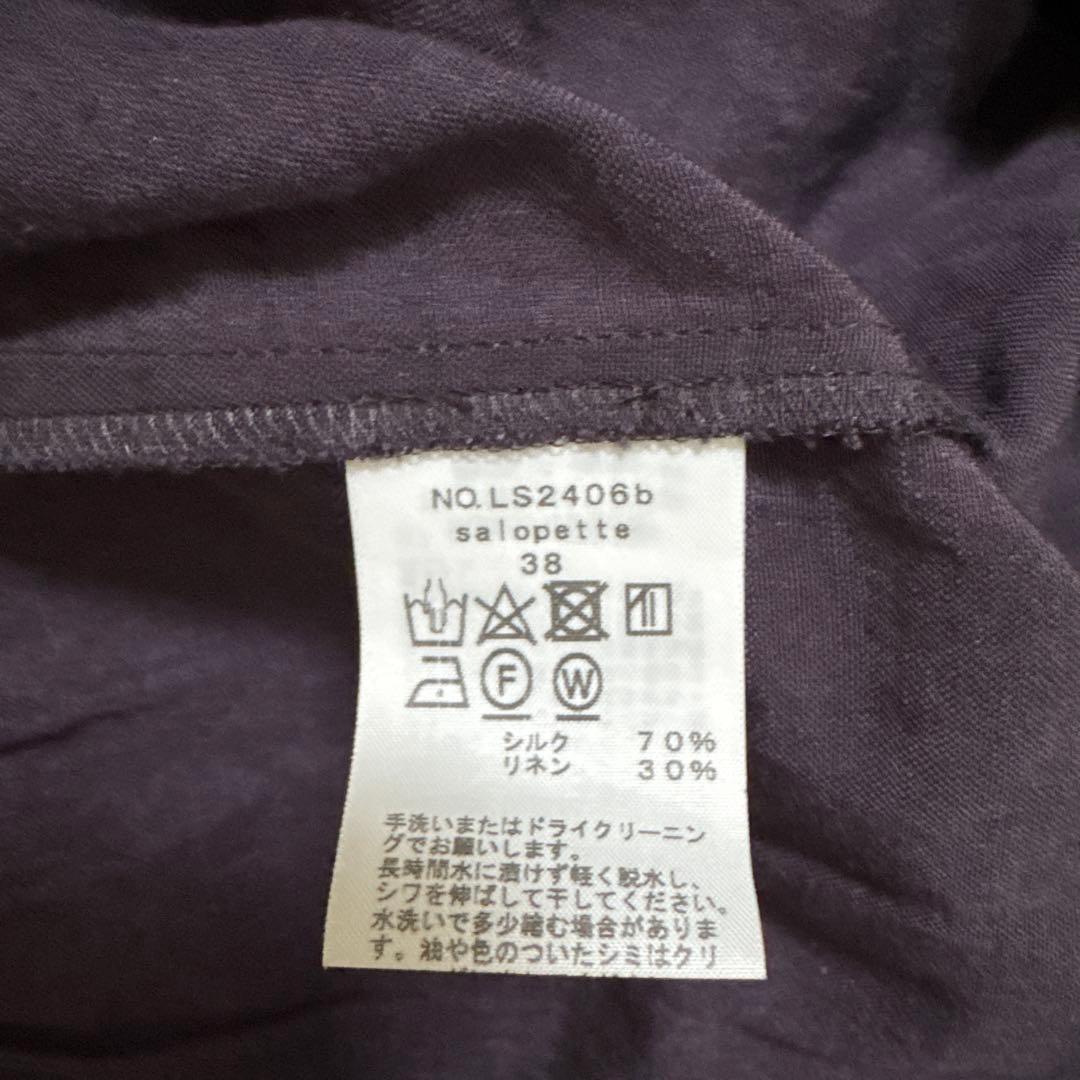 NO.LS2406b
salopette
38
F W
シルク 70%
リネン 30%
手洗いまたはドライクリーニン
グでお願いします。
長時間水に漬けず軽く脱水し、
シワを伸ばして干してください。
水洗いで多少縮む場合がありま
す。油や色のついたシミはクリ